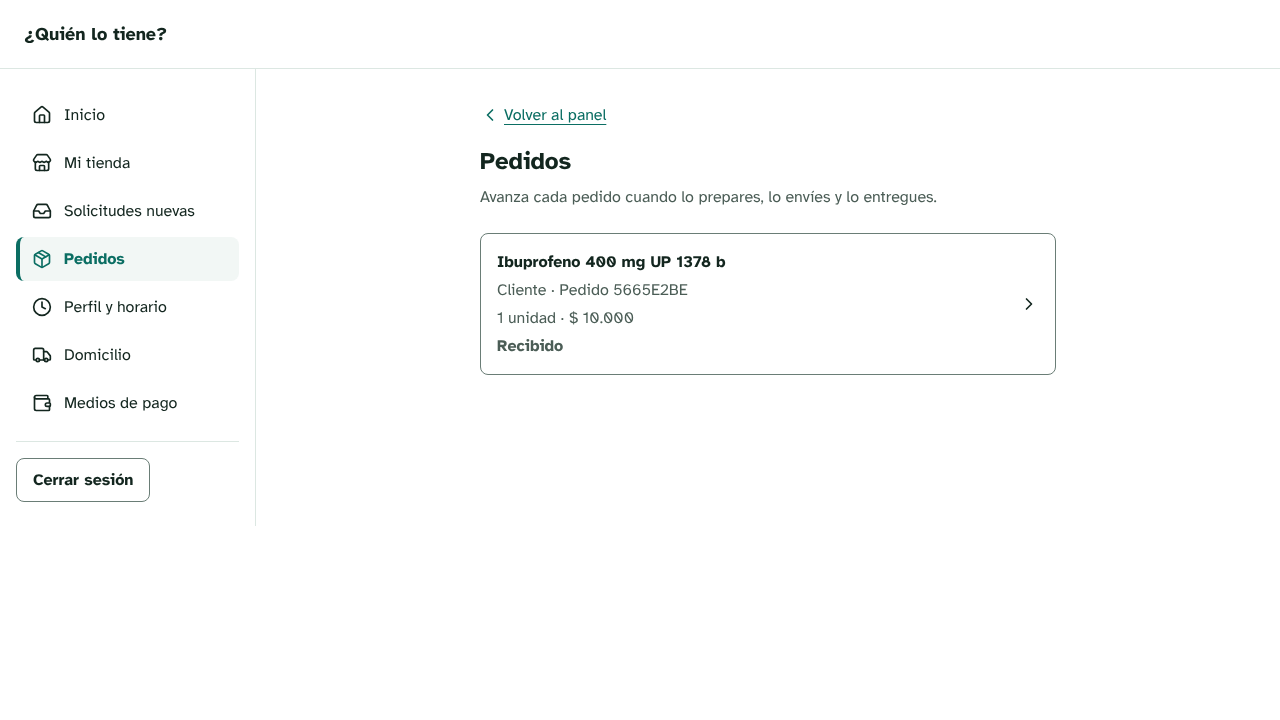 ¿Quién lo tiene?
Inicio
Mi tienda
Solicitudes nuevas
Pedidos
Perfil y horario
Domicilio
Medios de pago
Cerrar sesión
Volver al panel
Pedidos
Avanza cada pedido cuando lo prepares, lo envíes y lo entregues.
Ibuprofeno 400 mg UP 1378 b
Cliente · Pedido 5665E2BE
1 unidad · $ 10.000
Recibido